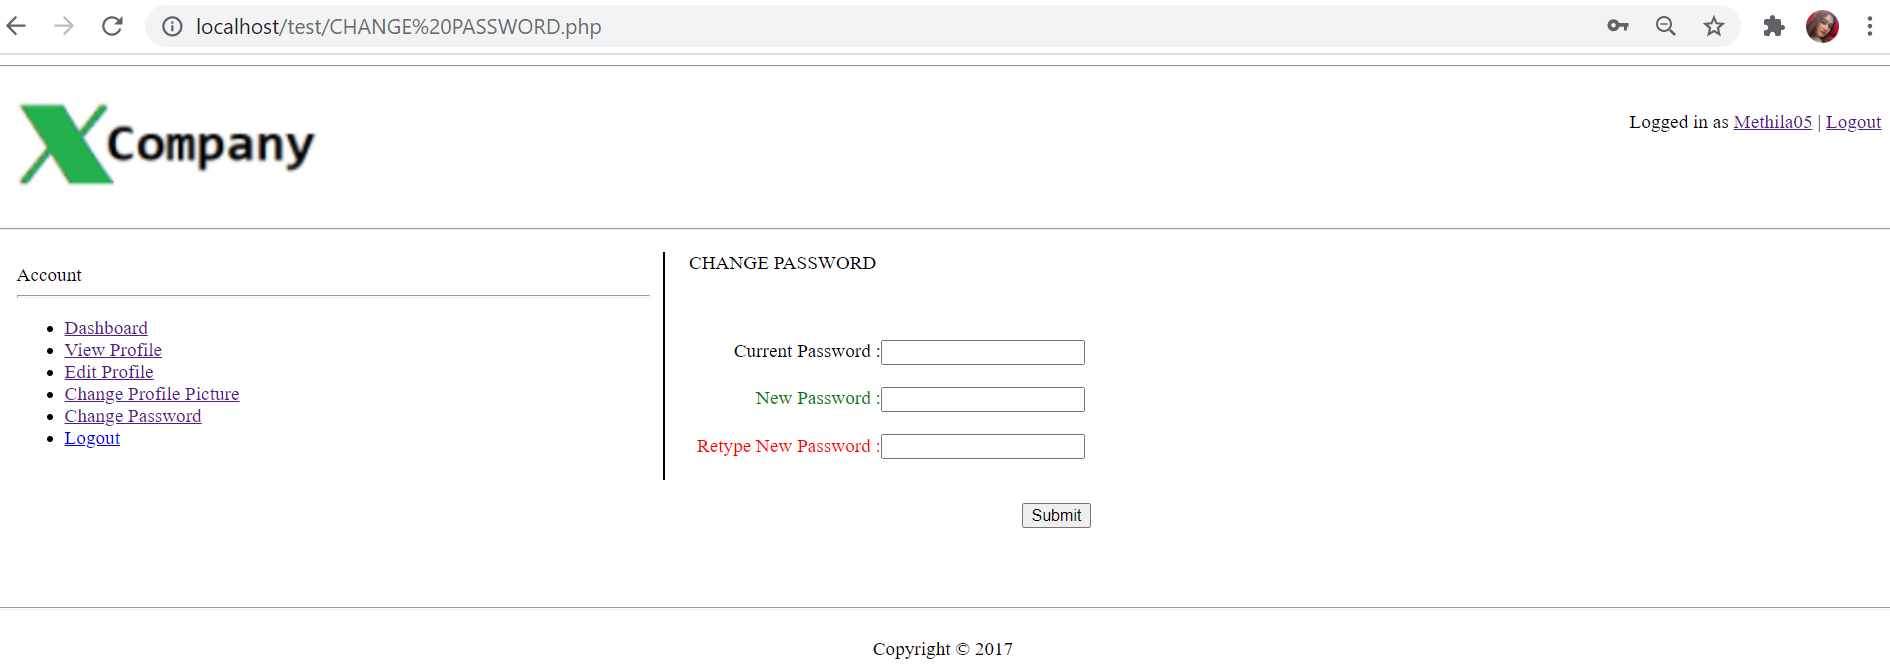 localhost/test/CHANGE%20PASSWORD.php
X Company
Logged in as Methila05 | Logout
Account
Dashboard
View Profile
Edit Profile
Change Profile Picture
Change Password
Logout
CHANGE PASSWORD
Current Password :
New Password :
Retype New Password :
Submit
Copyright © 2017